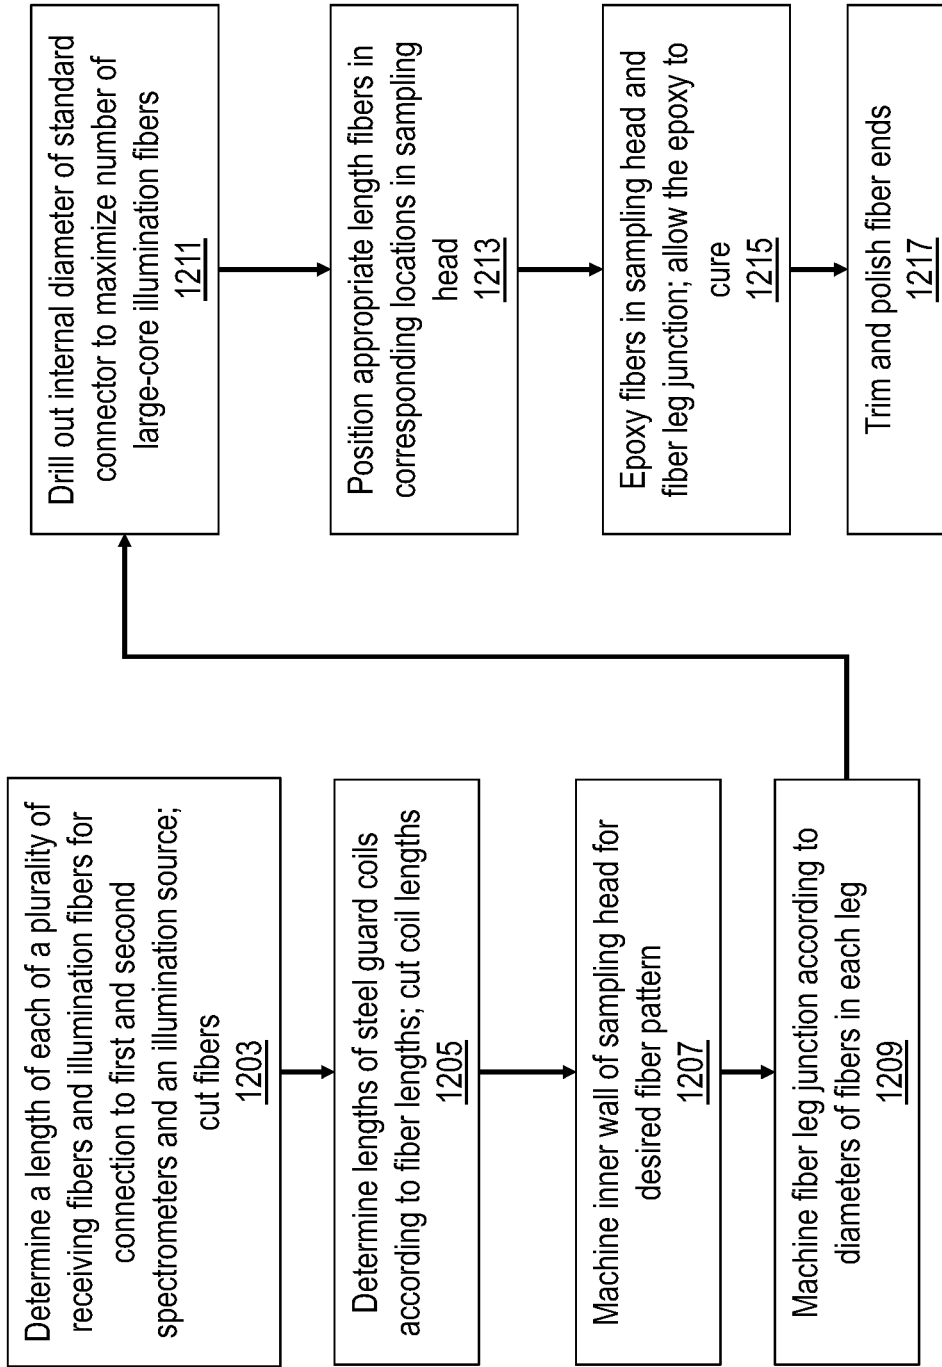 Determine a length of each of a plurality of
receiving fibers and illumination fibers for
connection to first and second
spectrometers and an illumination source;
cut fibers
1203
Determine lengths of steel guard coils
according to fiber lengths; cut coil lengths
1205
Machine inner wall of sampling head for
desired fiber pattern
1207
Machine fiber leg junction according to
diameters of fibers in each leg
1209
Drill out internal diameter of standard
connector to maximize number of
large-core illumination fibers
1211
Position appropriate length fibers in
corresponding locations in sampling
head
1213
Epoxy fibers in sampling head and
fiber leg junction; allow the epoxy to
cure
1215
Trim and polish fiber ends
1217